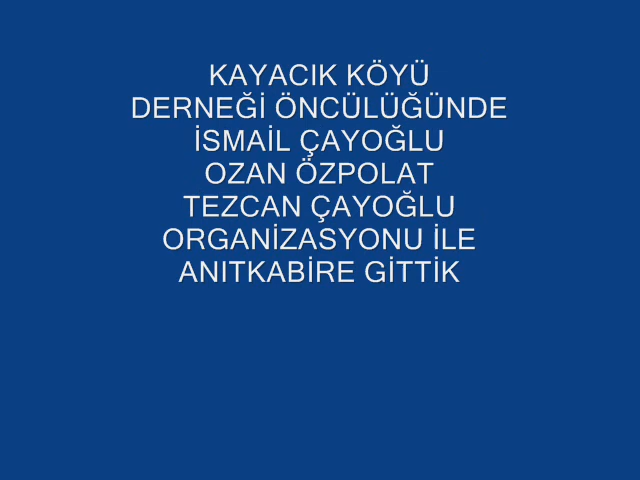 KAYACIK KÖYÜ
DERNEĞİ ÖNCÜLÜĞÜNDE
İSMAİL ÇAYOĞLU
OZAN ÖZPOLAT
TEZCAN ÇAYOĞLU
ORGANİZASYONU İLE
ANITKABİRE GİTTİK